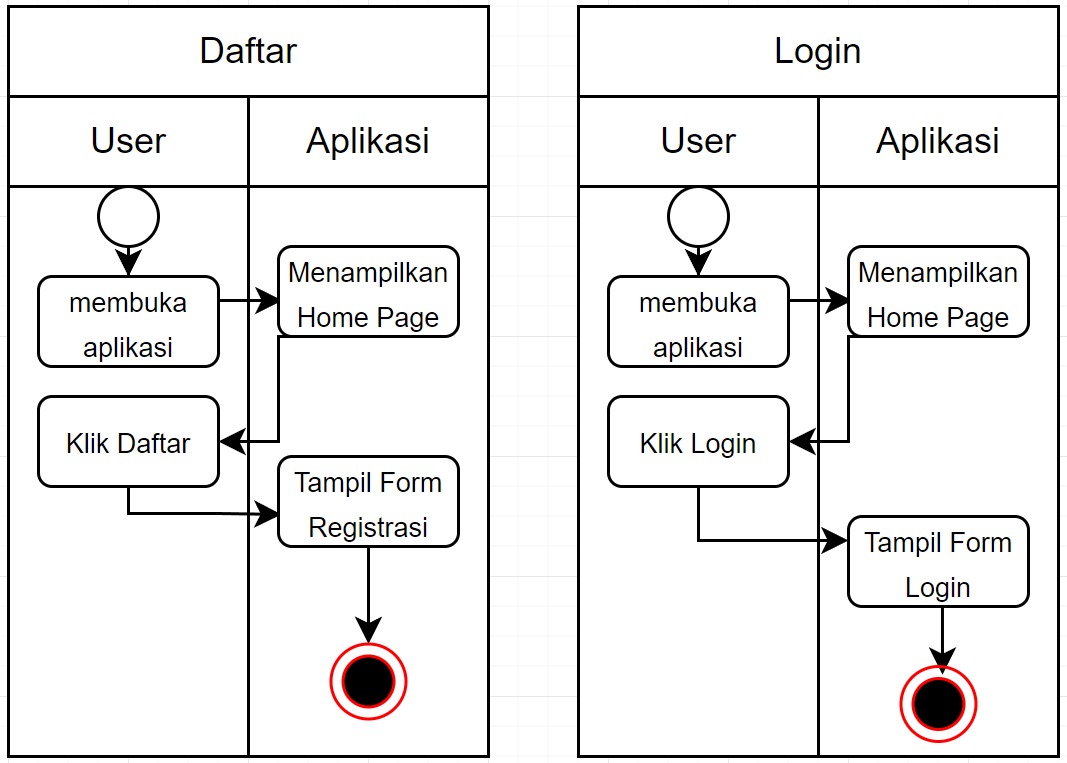 Daftar
User
Aplikasi
membuka
aplikasi
Menampilkan
Home Page
Klik Daftar
Tampil Form
Registrasi
Login
User
Aplikasi
membuka
aplikasi
Menampilkan
Home Page
Klik Login
Tampil Form
Login